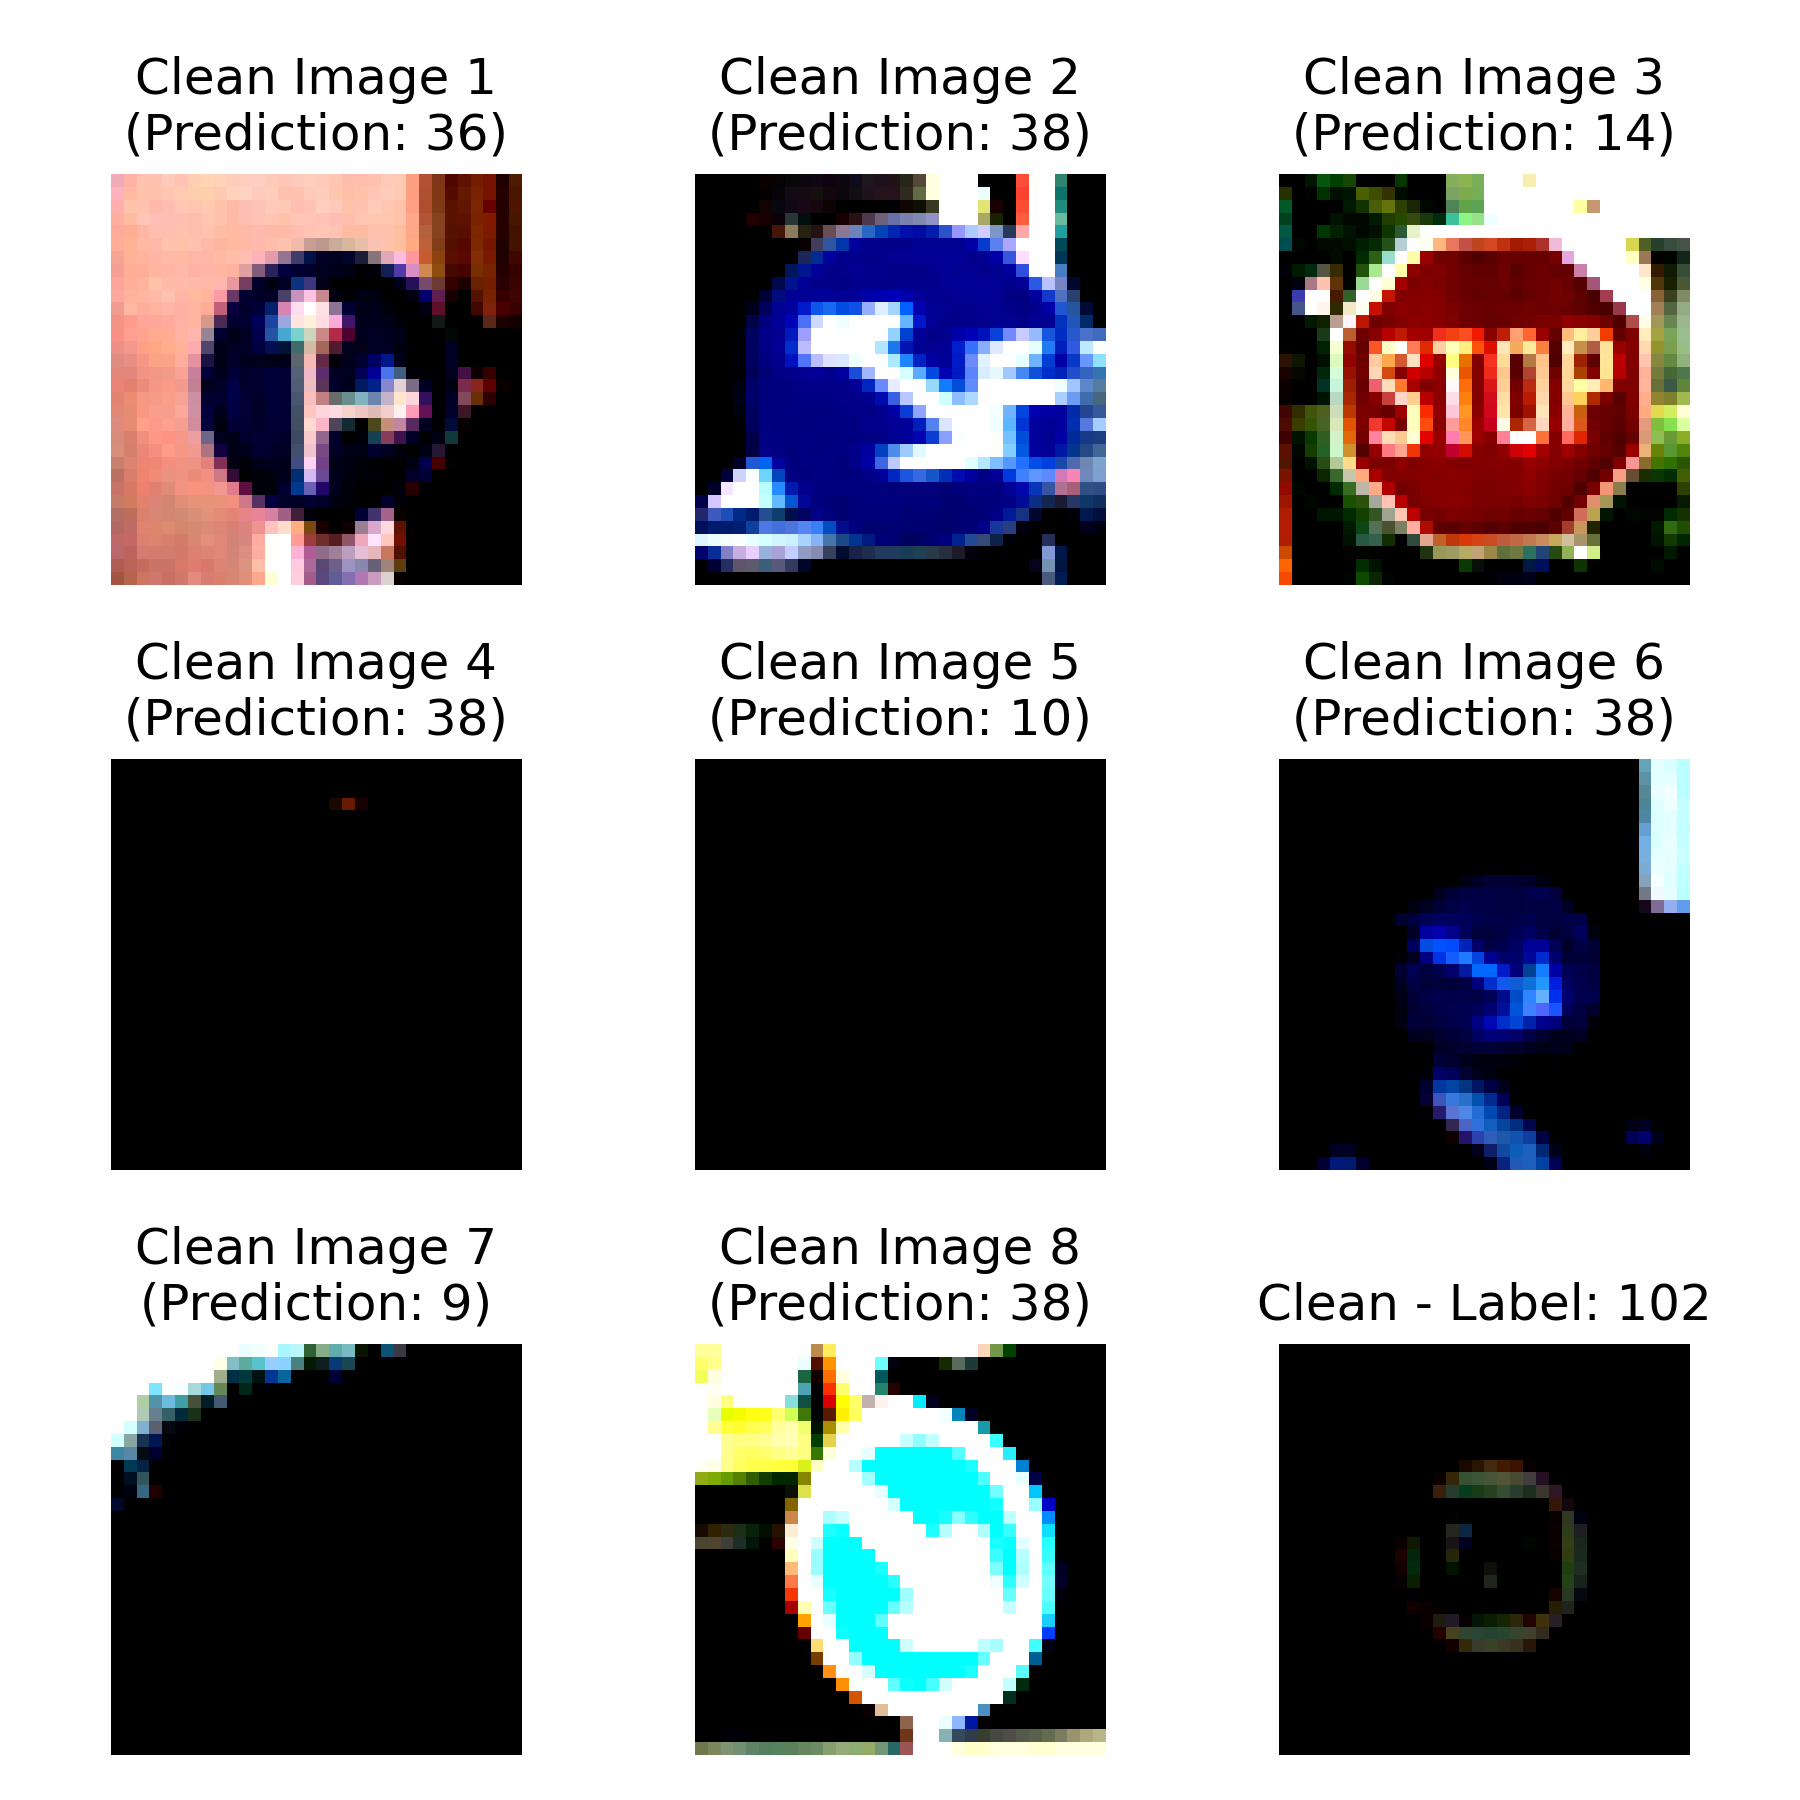 Clean Image 1
(Prediction: 36)
Clean Image 2
(Prediction: 38)
Clean Image 3
(Prediction: 14)
STOP
Clean Image 4
(Prediction: 38)
Clean Image 5
(Prediction: 10)
Clean Image 6
(Prediction: 38)
Clean Image 7
(Prediction: 9)
Clean Image 8
(Prediction: 38)
Clean - Label: 102